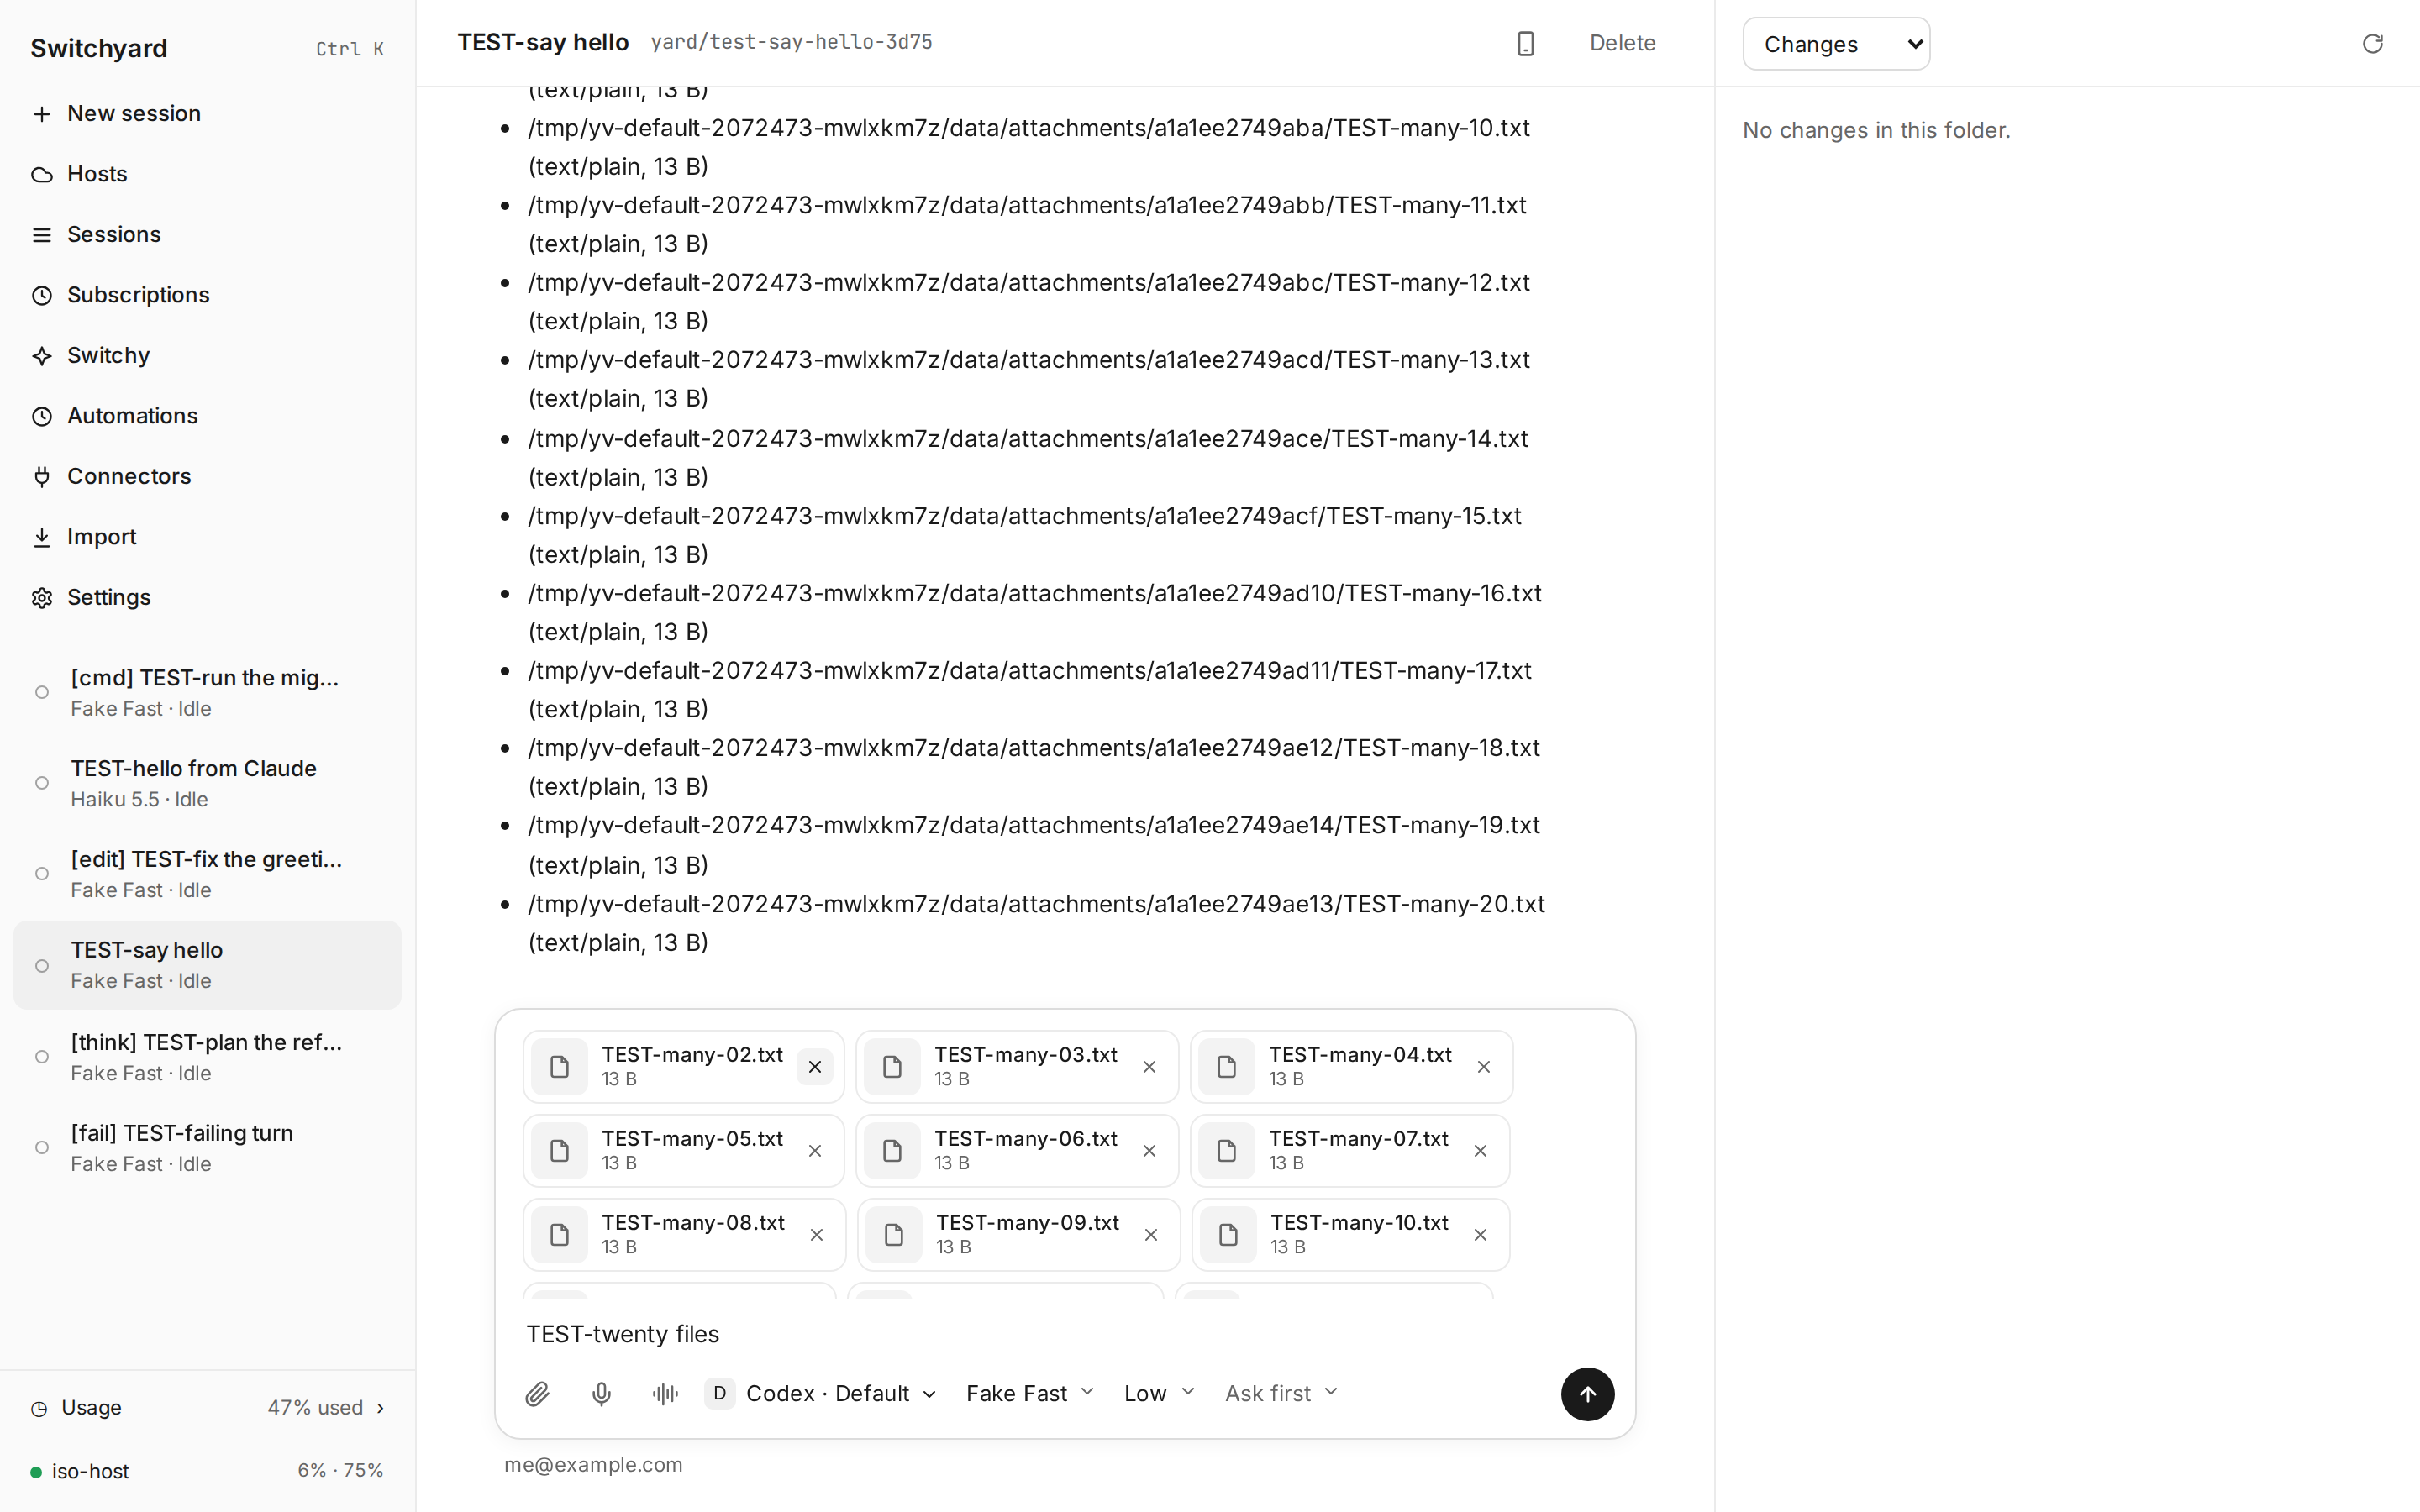 Switchyard
Ctrl K
New session
Hosts
Sessions
Subscriptions
Switchy
Automations
Connectors
Import
Settings
[cmd] TEST-run the mig...
Fake Fast · Idle
TEST-hello from Claude
Haiku 5.5 · Idle
[edit] TEST-fix the greeti...
Fake Fast · Idle
TEST-say hello
Fake Fast · Idle
[think] TEST-plan the ref...
Fake Fast · Idle
[fail] TEST-failing turn
Fake Fast · Idle
Usage
47% used
iso-host
6% · 75%
TEST-say hello
yard/test-say-hello-3d75
Delete
(text/plain, 13 B)
/tmp/yv-default-2072473-mwlxkm7z/data/attachments/a1a1ee2749aba/TEST-many-10.txt
(text/plain, 13 B)
/tmp/yv-default-2072473-mwlxkm7z/data/attachments/a1a1ee2749abb/TEST-many-11.txt
(text/plain, 13 B)
/tmp/yv-default-2072473-mwlxkm7z/data/attachments/a1a1ee2749abc/TEST-many-12.txt
(text/plain, 13 B)
/tmp/yv-default-2072473-mwlxkm7z/data/attachments/a1a1ee2749acd/TEST-many-13.txt
(text/plain, 13 B)
/tmp/yv-default-2072473-mwlxkm7z/data/attachments/a1a1ee2749ace/TEST-many-14.txt
(text/plain, 13 B)
/tmp/yv-default-2072473-mwlxkm7z/data/attachments/a1a1ee2749acf/TEST-many-15.txt
(text/plain, 13 B)
/tmp/yv-default-2072473-mwlxkm7z/data/attachments/a1a1ee2749ad10/TEST-many-16.txt
(text/plain, 13 B)
/tmp/yv-default-2072473-mwlxkm7z/data/attachments/a1a1ee2749ad11/TEST-many-17.txt
(text/plain, 13 B)
/tmp/yv-default-2072473-mwlxkm7z/data/attachments/a1a1ee2749ae12/TEST-many-18.txt
(text/plain, 13 B)
/tmp/yv-default-2072473-mwlxkm7z/data/attachments/a1a1ee2749ae14/TEST-many-19.txt
(text/plain, 13 B)
/tmp/yv-default-2072473-mwlxkm7z/data/attachments/a1a1ee2749ae13/TEST-many-20.txt
(text/plain, 13 B)
TEST-many-02.txt
13 B
TEST-many-03.txt
13 B
TEST-many-04.txt
13 B
TEST-many-05.txt
13 B
TEST-many-06.txt
13 B
TEST-many-07.txt
13 B
TEST-many-08.txt
13 B
TEST-many-09.txt
13 B
TEST-many-10.txt
13 B
TEST-twenty files
D Codex · Default
Fake Fast
Low
Ask first
me@example.com
Changes
No changes in this folder.